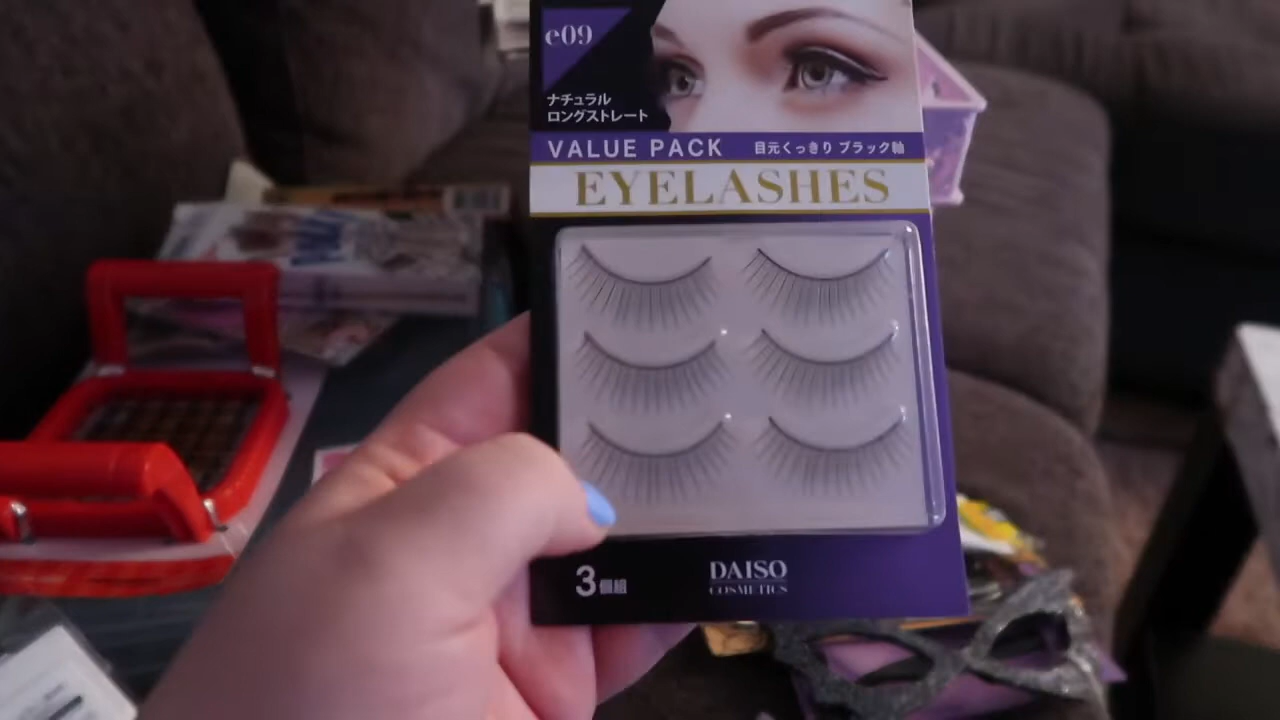 e09
ナチュラル
ロングストレート
VALUE PACK 目元くっきり ブラック軸
EYELASHES
3個組
DAISO
COSMETICS